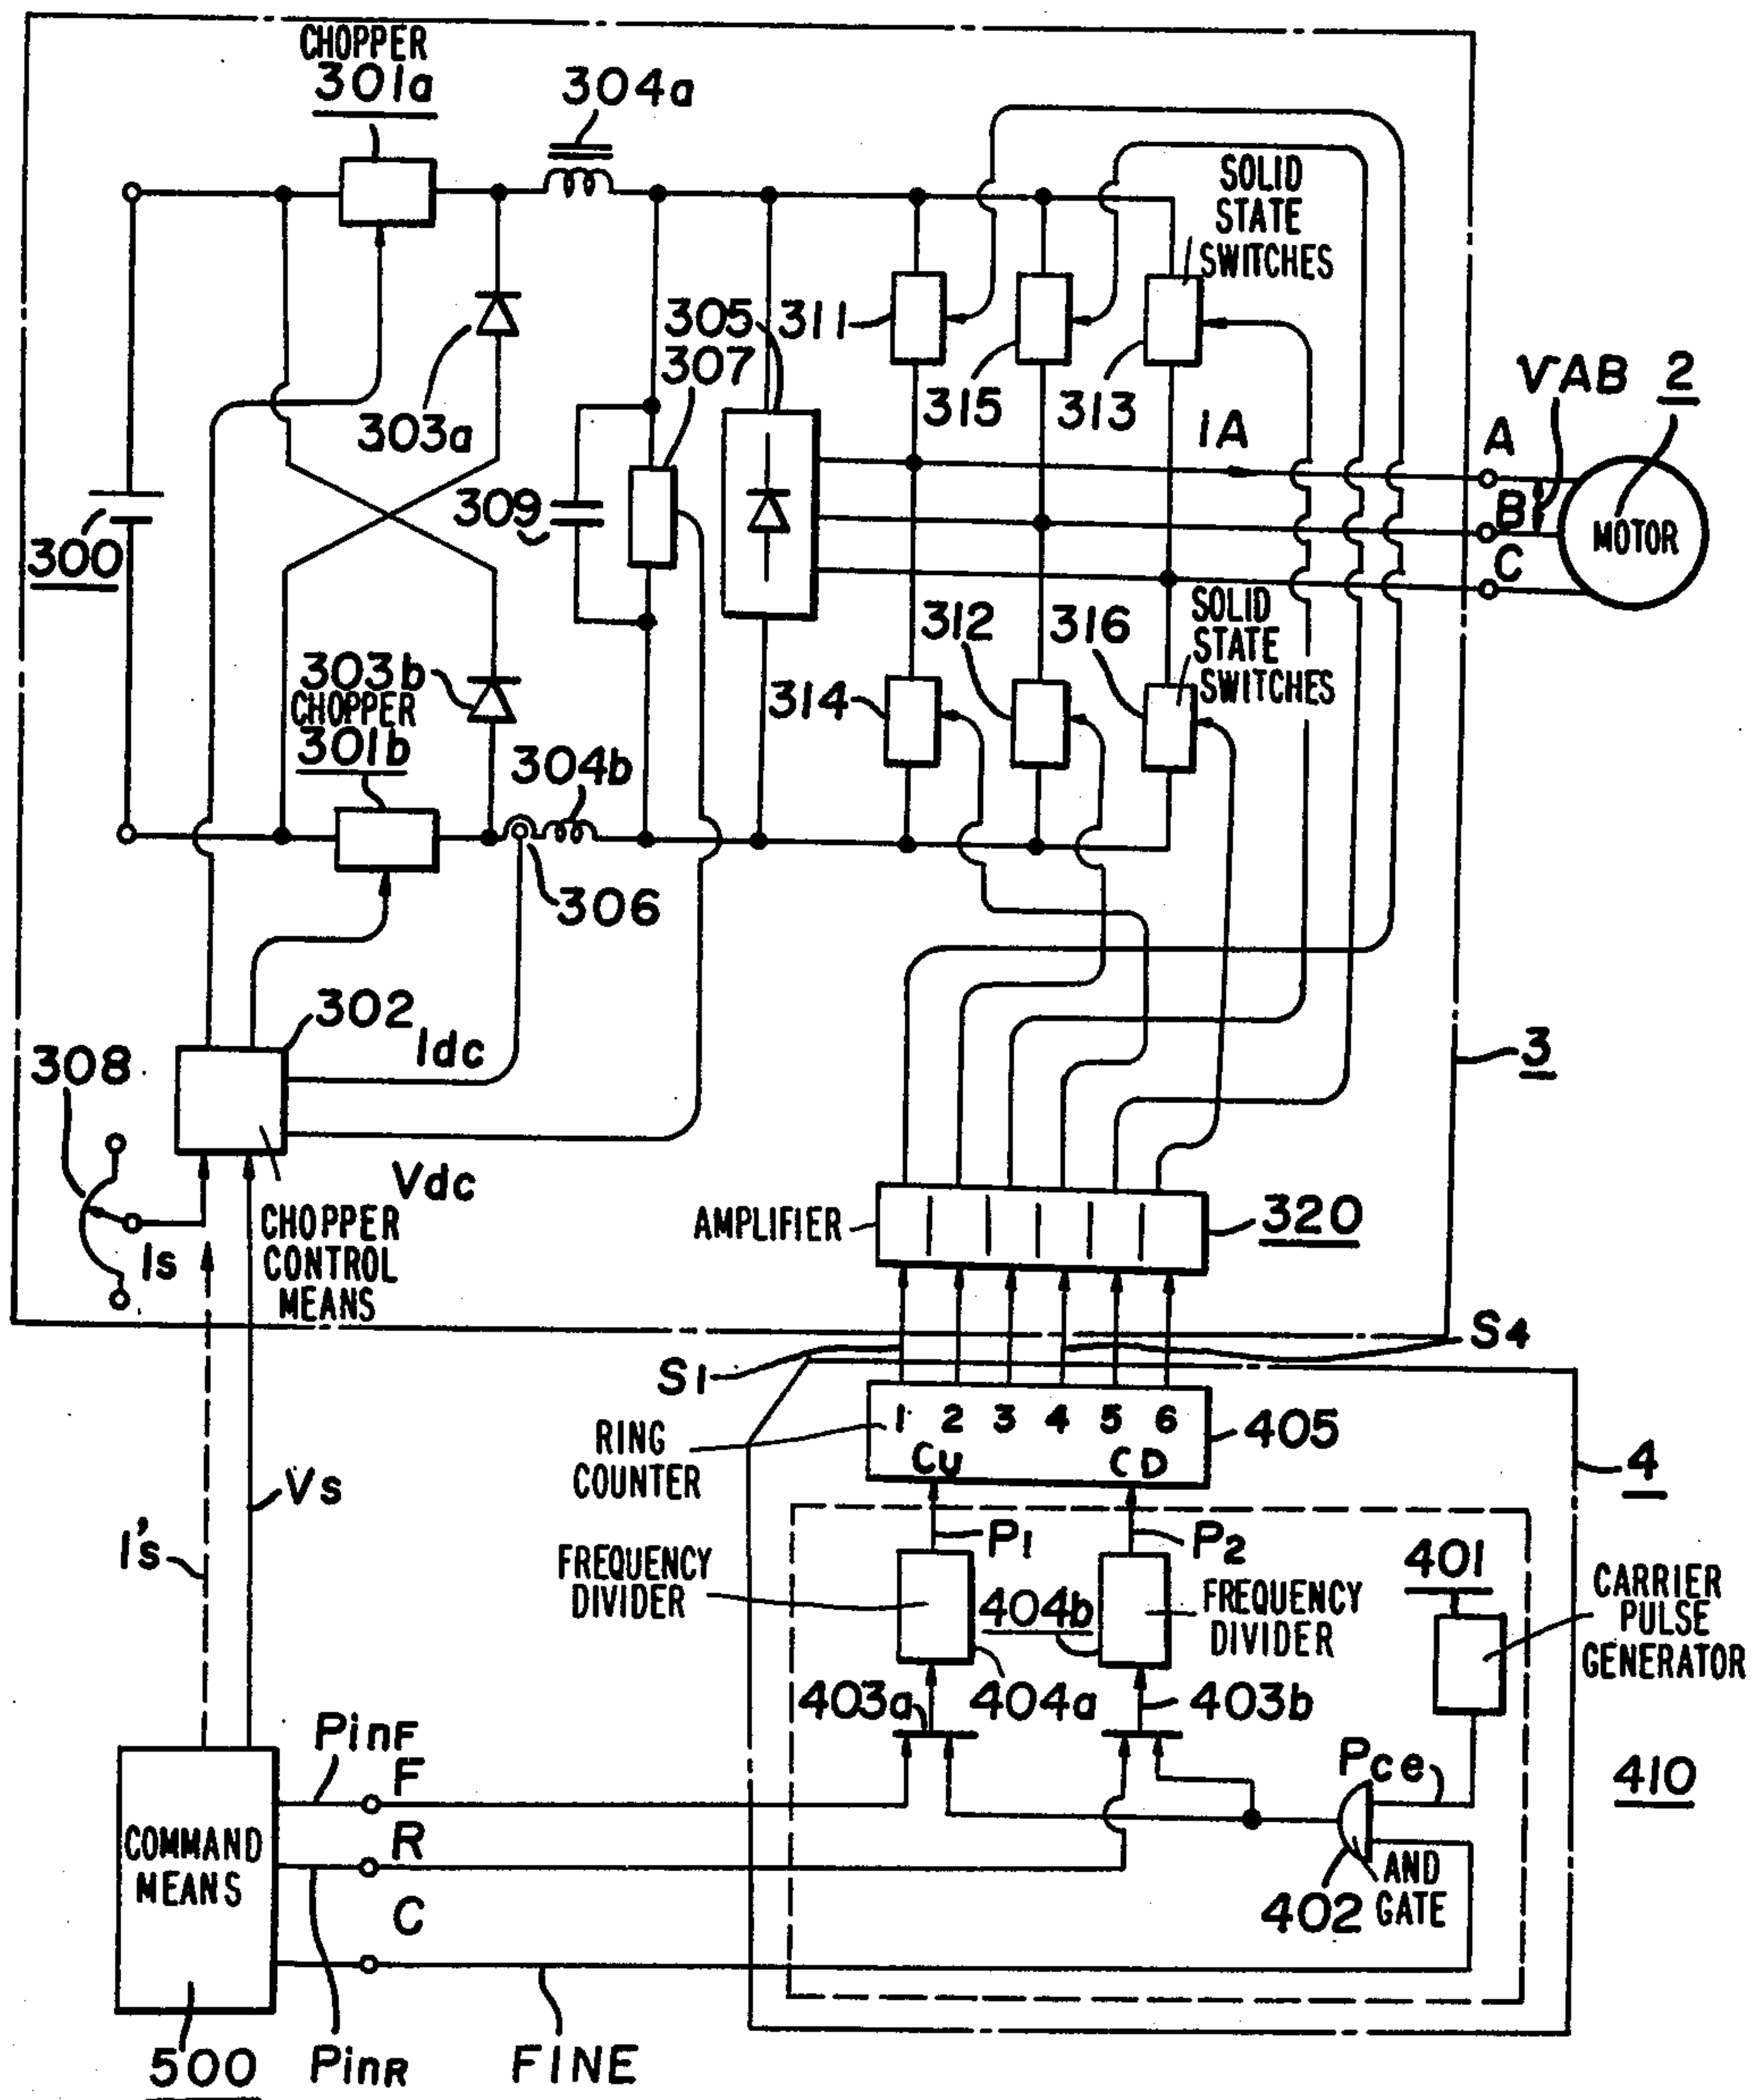 CHOPPER
301a
304a
SOLID
STATE
SWITCHES
305
311
307
303a
315
313
VAB
2
IA
A
309
B
MOTOR
300
C
312
316
SOLID
STATE
SWITCHES
303b
CHOPPER
301b
314
304b
306
302
Idc
308
3
Vdc
AMPLIFIER
320
Is
CHOPPER
CONTROL
MEANS
S1
S4
1 2 3 4 5 6
RING
COUNTER
CU
CD
405
4
Vs
I's
P1
P2
401
FREQUENCY
DIVIDER
404b
FREQUENCY
DIVIDER
CARRIER
PULSE
GENERATOR
403a
404a
403b
PinF
F
Pce
410
COMMAND
MEANS
R
C
402
AND
GATE
500
PinR
FINE